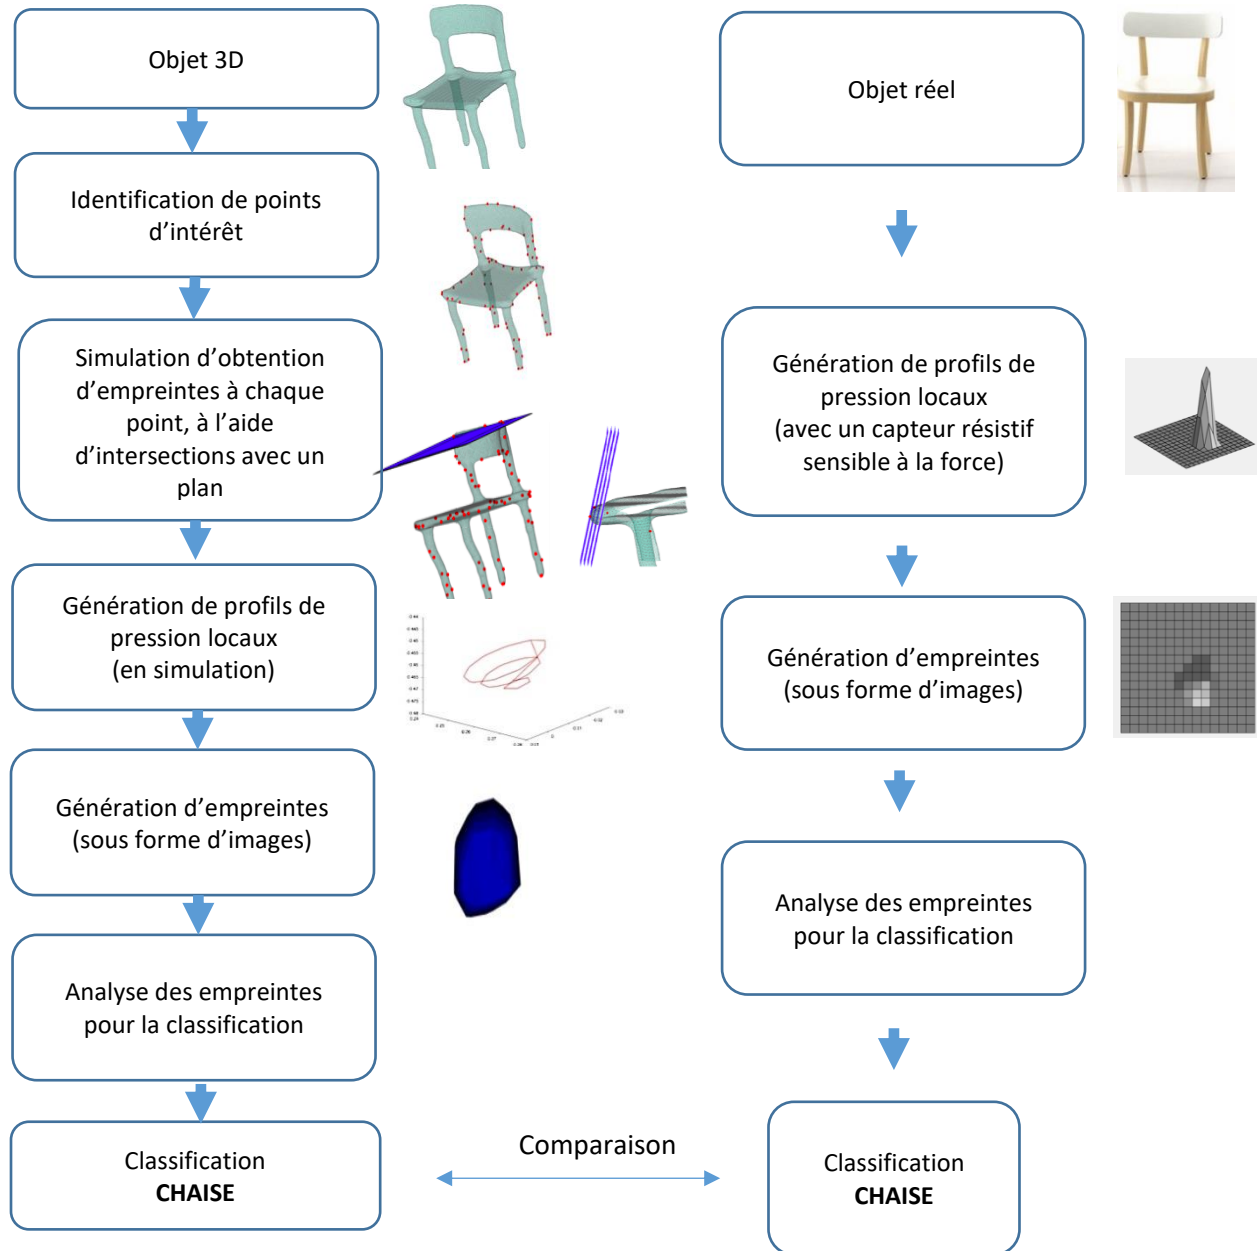 Objet 3D
Identification de points
d'intérêt
Simulation d'obtention
d'empreintes à chaque
point, à l'aide
d'intersections avec un
plan
Génération de profils de
pression locaux
(en simulation)
Génération d'empreintes
(sous forme d'images)
Analyse des empreintes
pour la classification
Classification
CHAISE
Comparaison
Objet réel
Génération de profils de
pression locaux
(avec un capteur résistif
sensible à la force)
Génération d'empreintes
(sous forme d'images)
Analyse des empreintes
pour la classification
Classification
CHAISE